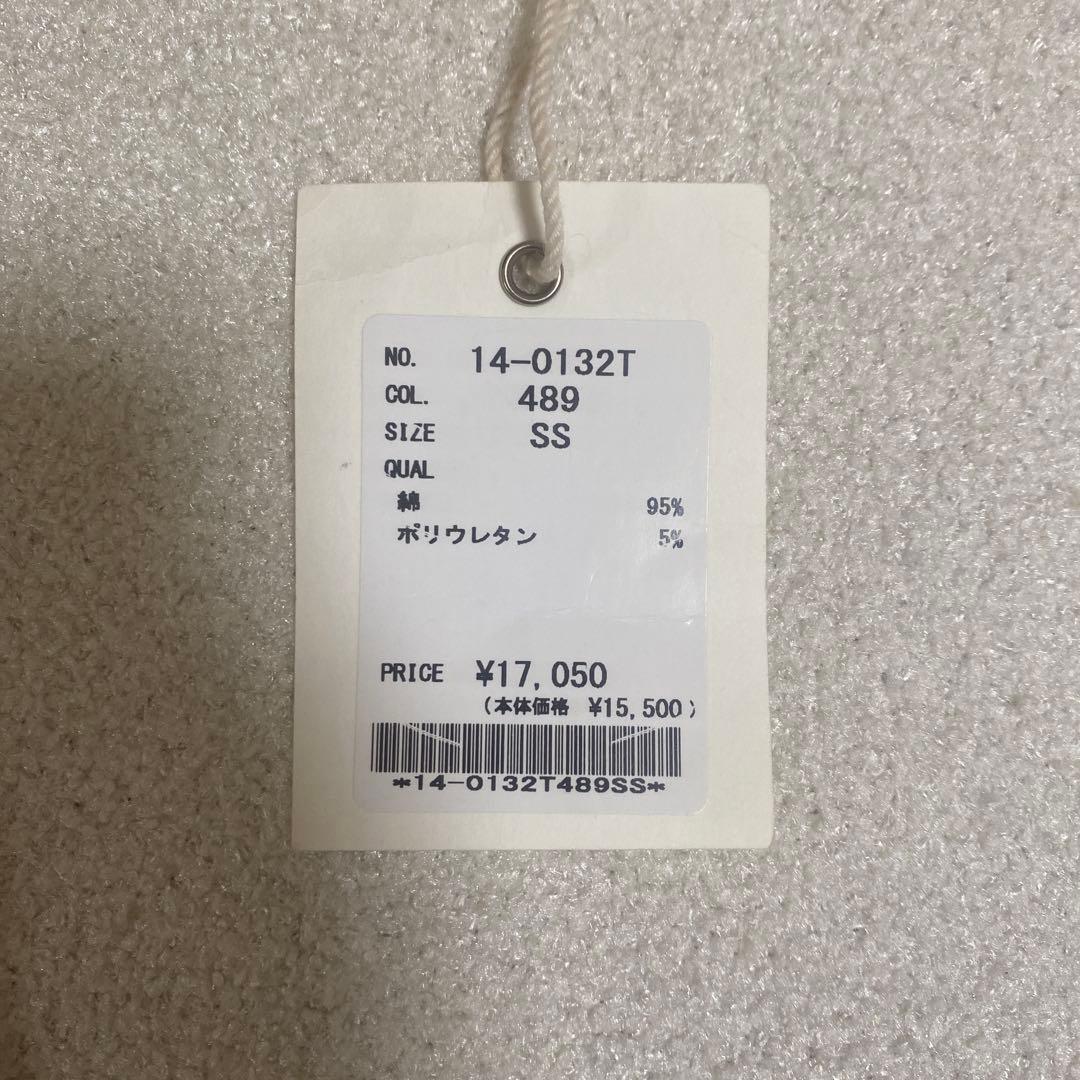 NO. 14-0132T
COL. 489
SIZE SS
QUAL
綿 95%
ポリウレタン 5%
PRICE ¥17,050
(本体価格 ¥15,500)
*14-0132T489SS*